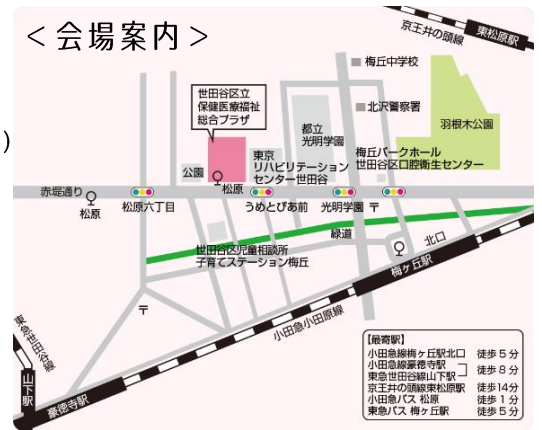 ＜会場案内＞
)
京王井の頭線
東松原駅
梅丘中学校
北沢警察署
羽根木公園
世田谷区立
保健医療福祉
総合プラザ
都立
光明学園
梅丘パークホール
世田谷区口腔衛生センター
東京
リハビリテーション
センター世田谷
公園
松原
赤堤通り
松原
松原六丁目
うめとぴあ前
光明学園
〒
緑道
北口
世田谷区児童相談所
子育てステーション梅丘
梅ヶ丘駅
〒
小田急小田原線
東急世田谷線
山下駅
豪徳寺駅
【最寄駅】
小田急線梅ヶ丘駅北口 徒歩5分
小田急線豪徳寺駅
東急世田谷線山下駅 徒歩8分
京王井の頭線東松原駅 徒歩14分
小田急バス 松原 徒歩1分
東急バス 梅ヶ丘駅 徒歩5分